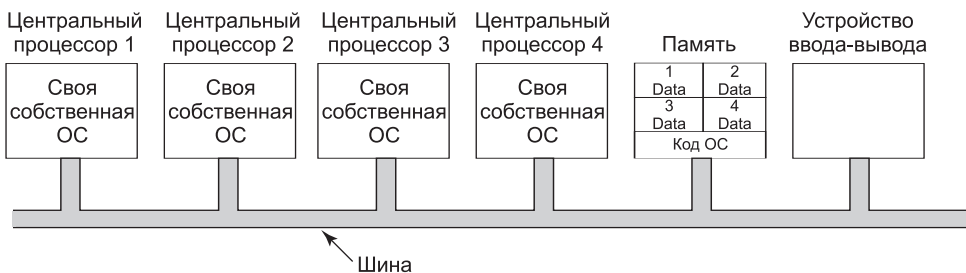 Центральный
процессор 1
Центральный
процессор 2
Центральный
процессор 3
Центральный
процессор 4
Память
Устройство
ввода-вывода
Своя
собственная
ОС
Своя
собственная
ОС
Своя
собственная
ОС
Своя
собственная
ОС
1
Data
2
Data
3
Data
4
Data
Код ОС
Шина